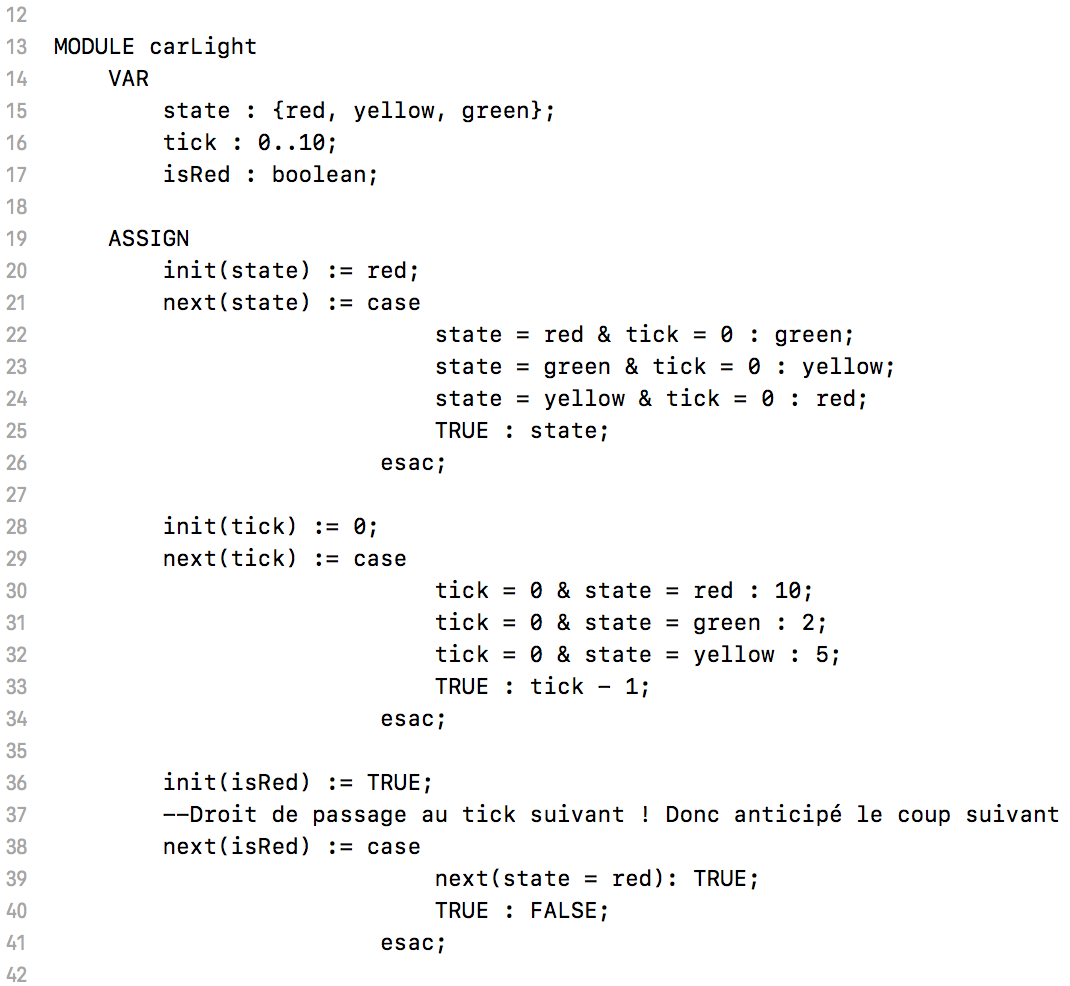 12
13 MODULE carLight
14     VAR
15         state : {red, yellow, green};
16         tick : 0..10;
17         isRed : boolean;
18
19     ASSIGN
20         init(state) := red;
21         next(state) := case
22                             state = red & tick = 0 : green;
23                             state = green & tick = 0 : yellow;
24                             state = yellow & tick = 0 : red;
25                             TRUE : state;
26                         esac;
27
28         init(tick) := 0;
29         next(tick) := case
30                             tick = 0 & state = red : 10;
31                             tick = 0 & state = green : 2;
32                             tick = 0 & state = yellow : 5;
33                             TRUE : tick - 1;
34                         esac;
35
36         init(isRed) := TRUE;
37         --Droit de passage au tick suivant ! Donc anticipé le coup suivant
38         next(isRed) := case
39                             next(state = red): TRUE;
40                             TRUE : FALSE;
41                         esac;
42